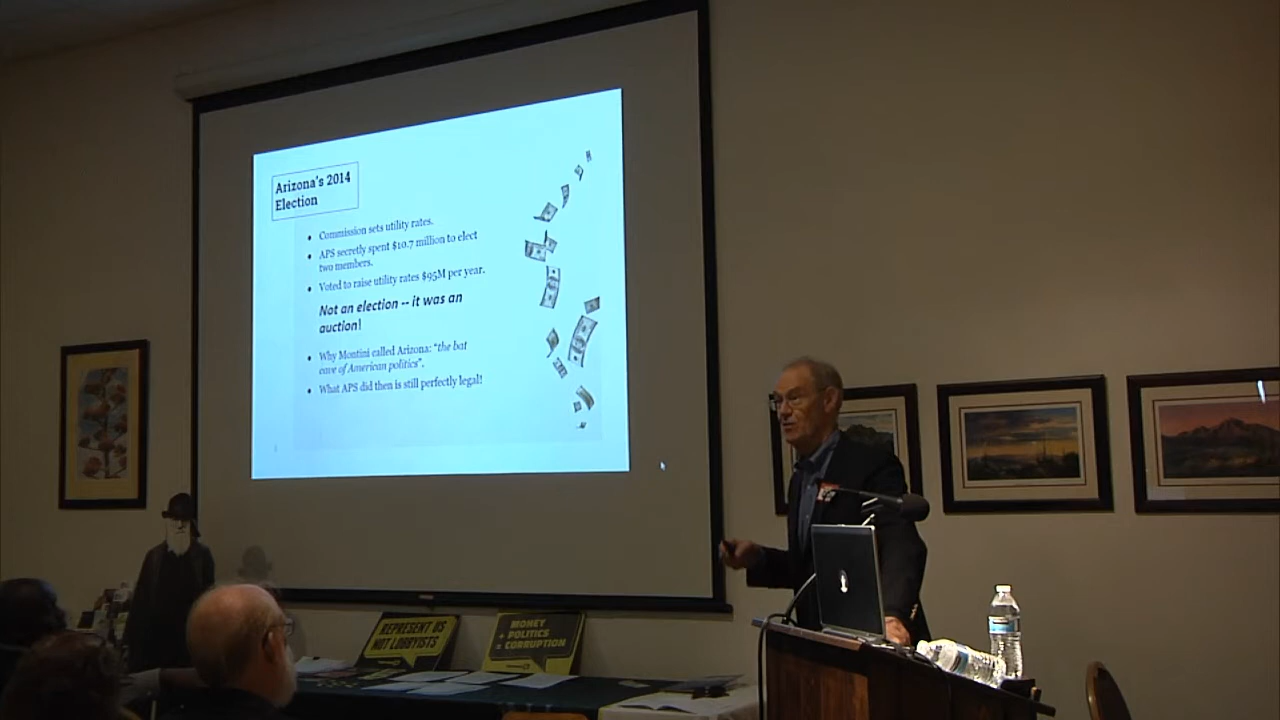 Arizona's 2014
Election
• Commission sets utility rates.
• APS secretly spent $10.7 million to elect
two members.
• Voted to raise utility rates $95M per year.
Not an election -- it was an
auction!
• Why Montini called Arizona: "the bat
cave of American politics".
• What APS did then is still perfectly legal!
REPRESENT US
NOT LOBBYISTS
MONEY
+ POLITICS
= CORRUPTION